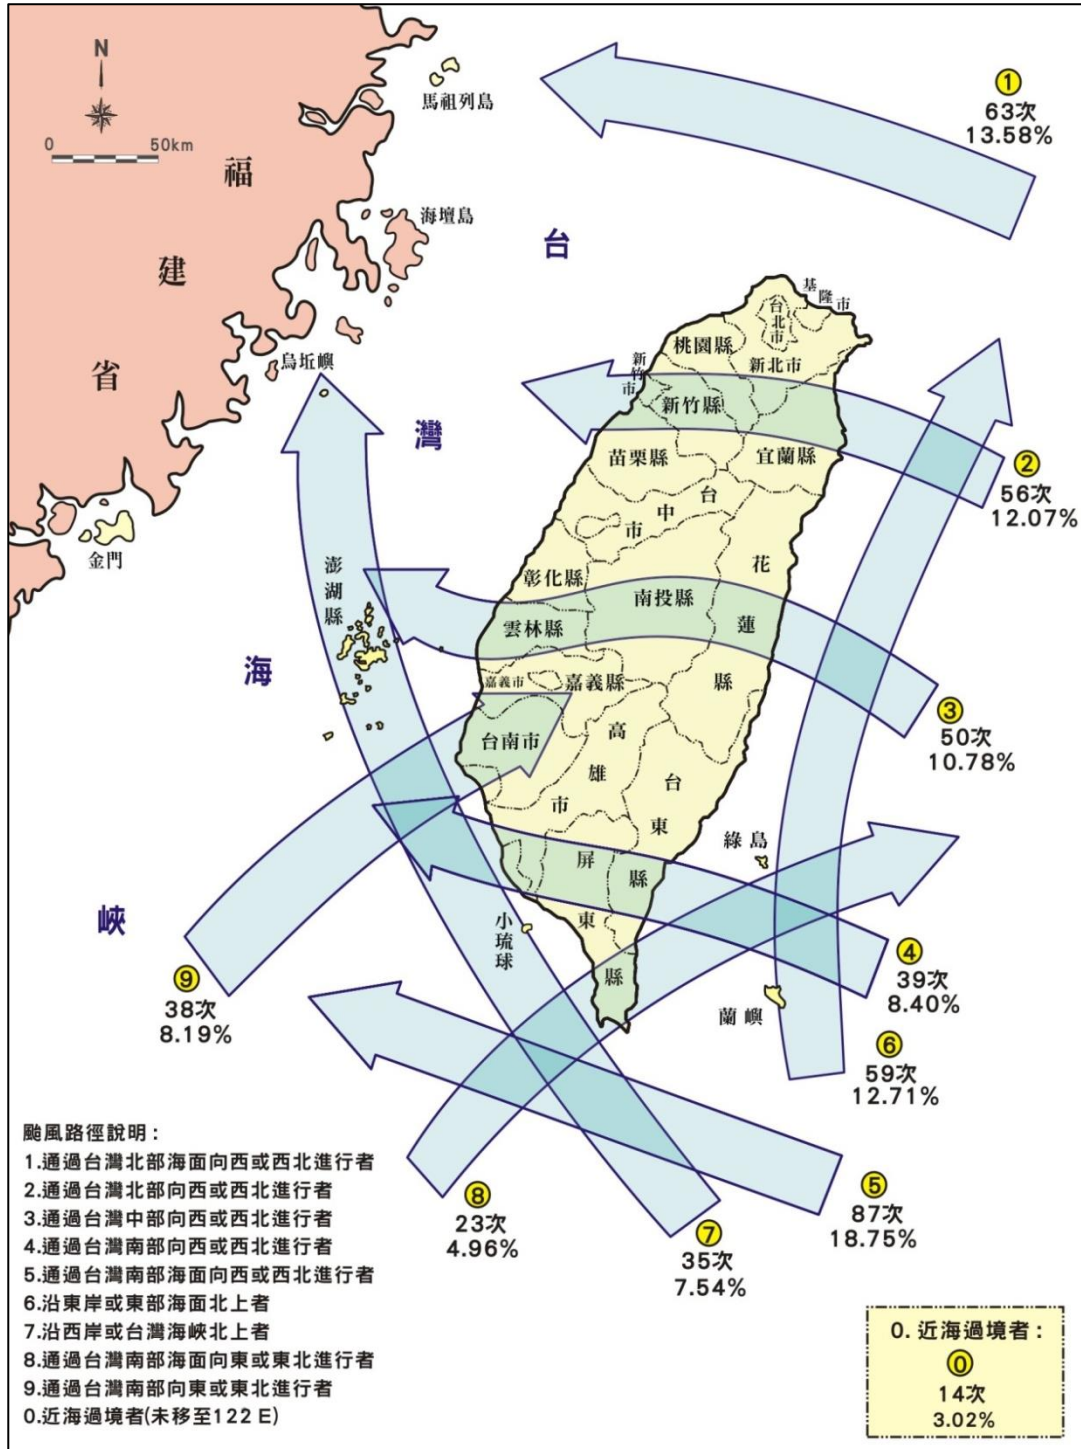 N
0 50km
福
建
省
馬祖列島
海壇島
烏坵嶼
金門
台
灣
海
峽
①
63次
13.58%
基隆市
台北市
桃園縣
新北市
新竹市
新竹縣
苗栗縣
宜蘭縣
②
56次
12.07%
台中市
花蓮縣
澎湖縣
彰化縣
南投縣
雲林縣
嘉義市
嘉義縣
③
50次
10.78%
台南市
高雄市
台東縣
綠島
屏東縣
小琉球
蘭嶼
④
39次
8.40%
⑨
38次
8.19%
⑥
59次
12.71%
⑤
87次
18.75%
⑧
23次
4.96%
⑦
35次
7.54%
颱風路徑說明：
1.通過台灣北部海面向西或西北進行者
2.通過台灣北部向西或西北進行者
3.通過台灣中部向西或西北進行者
4.通過台灣南部向西或西北進行者
5.通過台灣南部海面向西或西北進行者
6.沿東岸或東部海面北上者
7.沿西岸或台灣海峽北上者
8.通過台灣南部海面向東或東北進行者
9.通過台灣南部向東或東北進行者
0.近海過境者(未移至122 E)
0. 近海過境者：
⓪
14次
3.02%